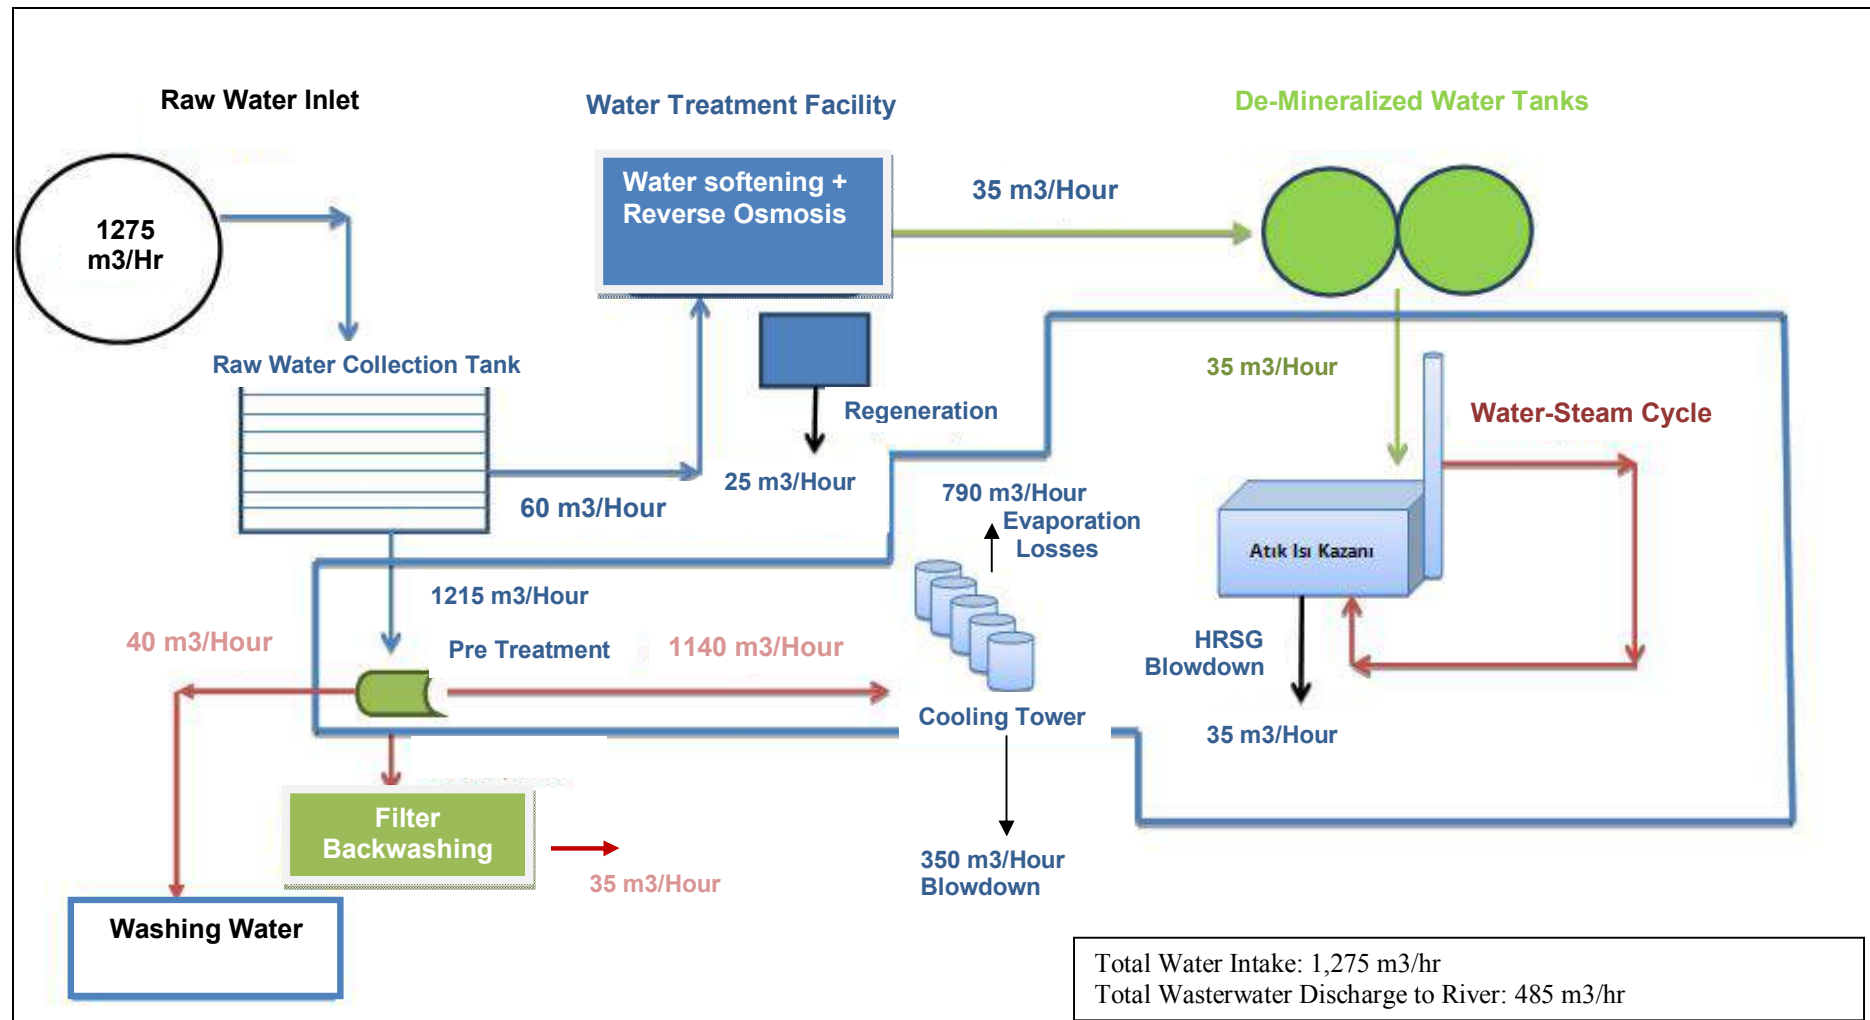 Raw Water Inlet
Water Treatment Facility
De-Mineralized Water Tanks
1275
m3/Hr
Water softening +
Reverse Osmosis
35 m3/Hour
Raw Water Collection Tank
35 m3/Hour
Regeneration
Water-Steam Cycle
60 m3/Hour
25 m3/Hour
790 m3/Hour
Evaporation
Losses
Atık Isı Kazanı
1215 m3/Hour
40 m3/Hour
Pre Treatment
1140 m3/Hour
HRSG
Blowdown
Cooling Tower
35 m3/Hour
Filter
Backwashing
35 m3/Hour
350 m3/Hour
Blowdown
Washing Water
Total Water Intake: 1,275 m3/hr
Total Wasterwater Discharge to River: 485 m3/hr